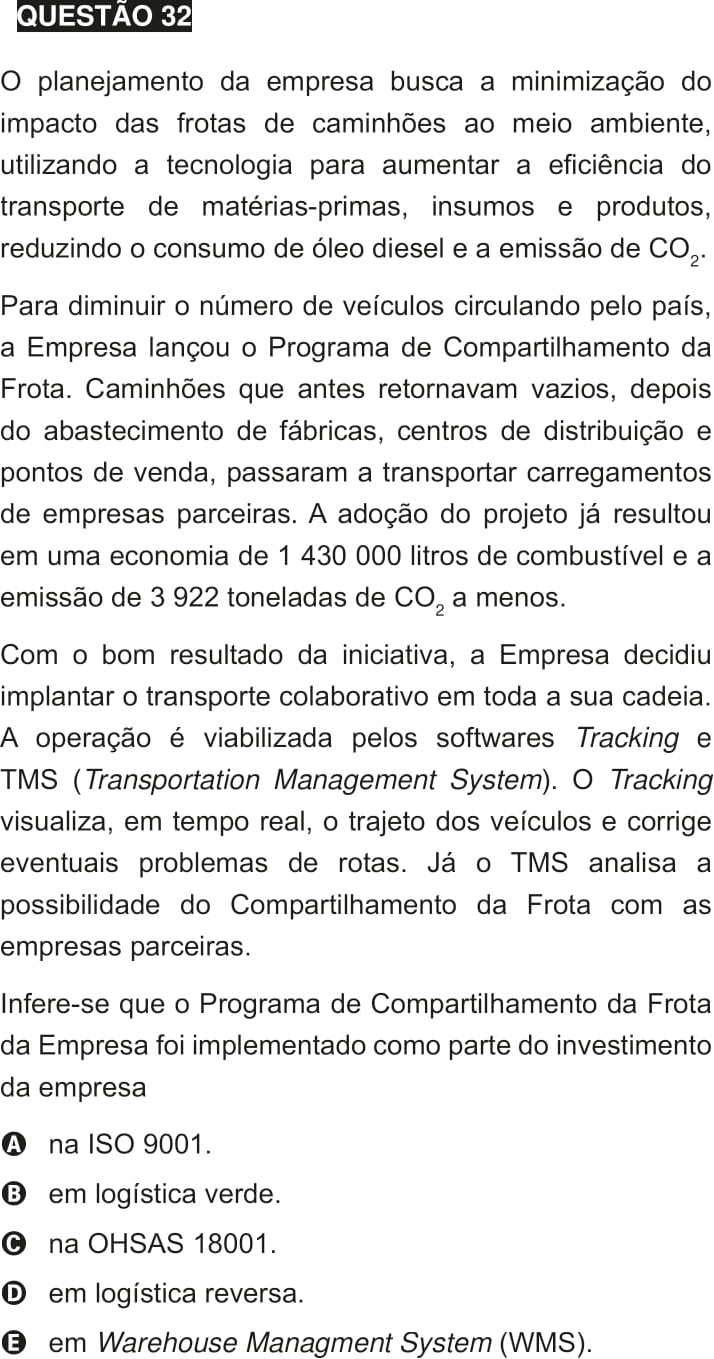 QUESTÃO 32
O planejamento da empresa busca a minimização do
impacto das frotas de caminhões ao meio ambiente,
utilizando a tecnologia para aumentar a eficiência do
transporte de matérias-primas, insumos e produtos,
reduzindo o consumo de óleo diesel e a emissão de CO₂.
Para diminuir o número de veículos circulando pelo país,
a Empresa lançou o Programa de Compartilhamento da
Frota. Caminhões que antes retornavam vazios, depois
do abastecimento de fábricas, centros de distribuição e
pontos de venda, passaram a transportar carregamentos
de empresas parceiras. A adoção do projeto já resultou
em uma economia de 1 430 000 litros de combustível e a
emissão de 3 922 toneladas de CO₂ a menos.
Com o bom resultado da iniciativa, a Empresa decidiu
implantar o transporte colaborativo em toda a sua cadeia.
A operação é viabilizada pelos softwares Tracking e
TMS (Transportation Management System). O Tracking
visualiza, em tempo real, o trajeto dos veículos e corrige
eventuais problemas de rotas. Já o TMS analisa a
possibilidade do Compartilhamento da Frota com as
empresas parceiras.
Infere-se que o Programa de Compartilhamento da Frota
da Empresa foi implementado como parte do investimento
da empresa
A na ISO 9001.
B em logística verde.
C na OHSAS 18001.
D em logística reversa.
E em Warehouse Managment System (WMS).